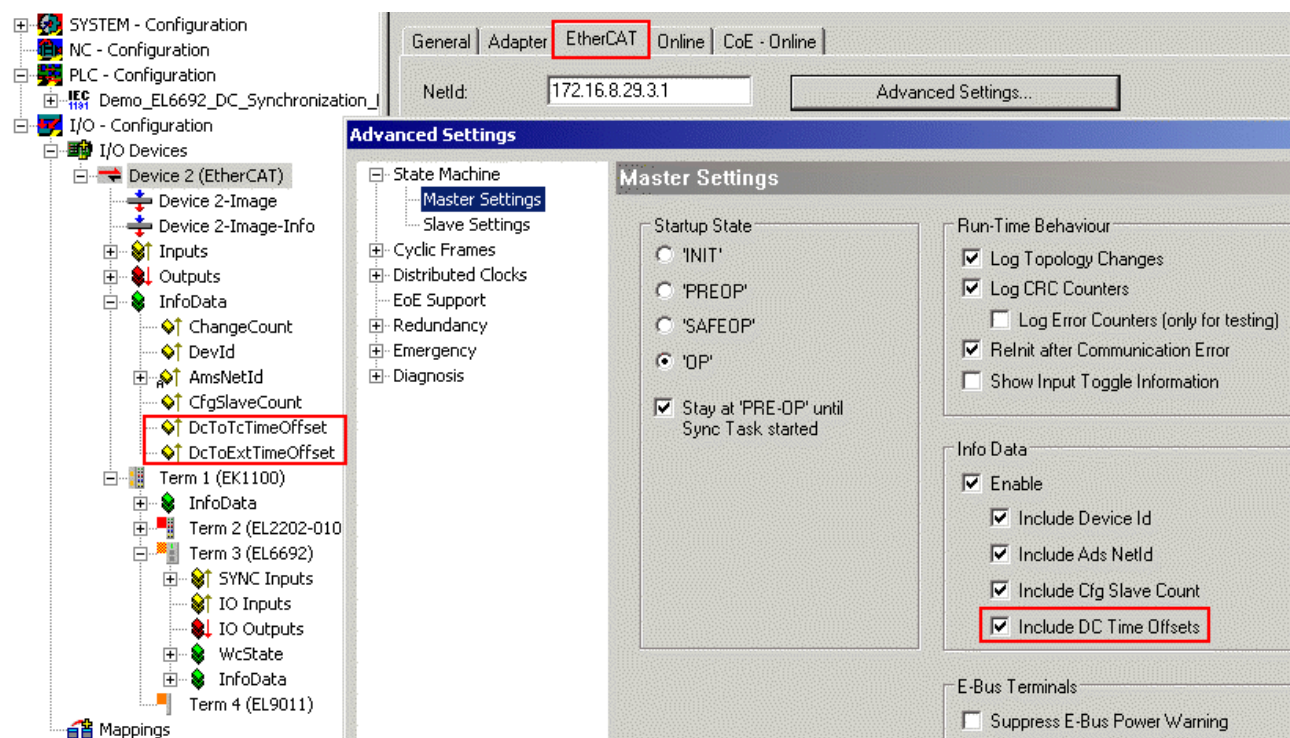 SYSTEM - Configuration
NC - Configuration
PLC - Configuration
IEC 1131 Demo_EL6692_DC_Synchronization_
I/O - Configuration
I/O Devices
Device 2 (EtherCAT)
Device 2-Image
Device 2-Image-Info
Inputs
Outputs
InfoData
ChangeCount
DevId
AmsNetId
CfgSlaveCount
DcToTcTimeOffset
DcToExtTimeOffset
Term 1 (EK1100)
InfoData
Term 2 (EL2202-010
Term 3 (EL6692)
SYNC Inputs
IO Inputs
IO Outputs
WcState
InfoData
Term 4 (EL9011)
Mappings
General Adapter EtherCAT Online CoE - Online
NetId: 172.16.8.29.3.1 Advanced Settings...
Advanced Settings
State Machine
Master Settings
Slave Settings
Cyclic Frames
Distributed Clocks
EoE Support
Redundancy
Emergency
Diagnosis
Master Settings
Startup State
'INIT'
'PREOP'
'SAFEOP'
'OP'
Stay at 'PRE-OP' until
Sync Task started
Run-Time Behaviour
Log Topology Changes
Log CRC Counters
Log Error Counters (only for testing)
ReInit after Communication Error
Show Input Toggle Information
Info Data
Enable
Include Device Id
Include Ads NetId
Include Cfg Slave Count
Include DC Time Offsets
E-Bus Terminals
Suppress E-Bus Power Warning